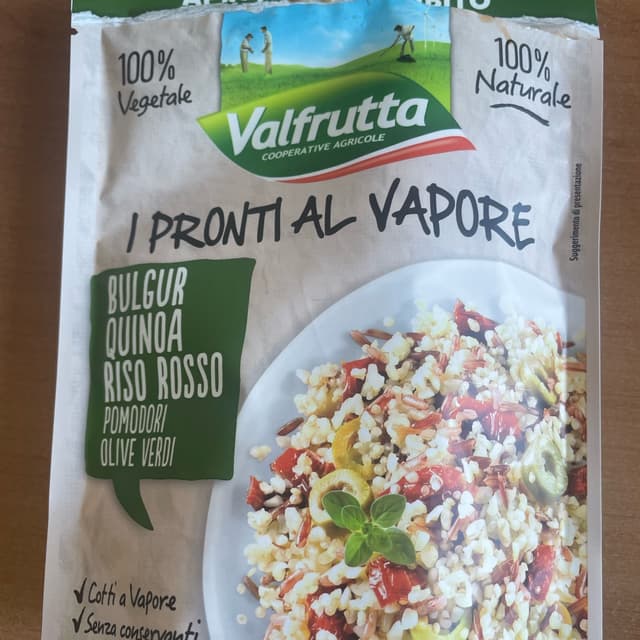 100%
Vegetale
100%
Naturale
Valfrutta
COOPERATIVE AGRICOLE
I PRONTI AL VAPORE
Suggerimento di presentazione
BULGUR
QUINOA
RISO ROSSO
POMODORI
OLIVE VERDI
√ Cotti a Vapore
√ Senza conservanti